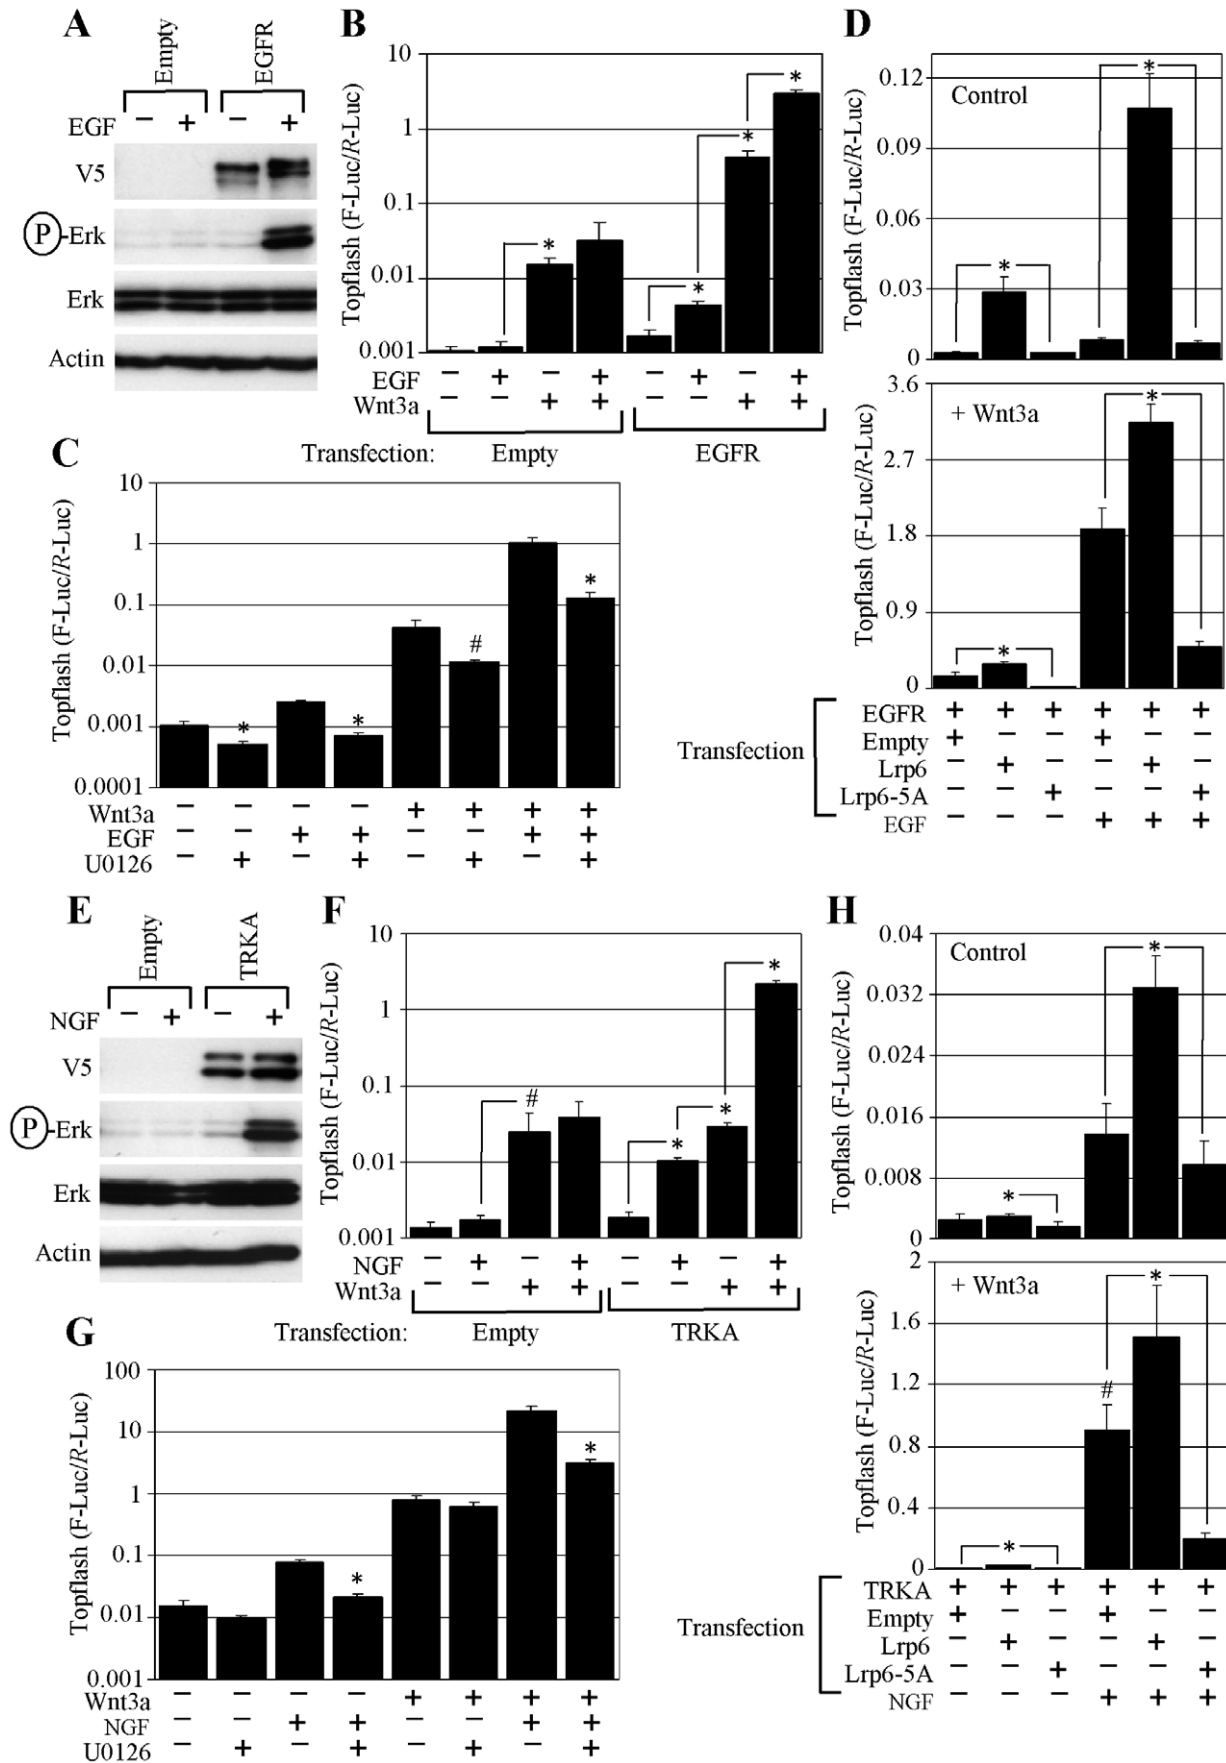 A
Empty
EGFR
EGF − + − +
V5
P-Erk
Erk
Actin
B
Topflash (F-Luc/R-Luc)
10
1
0.1
0.01
0.001
* * * * *
EGF − + − + − + − +
Wnt3a − − + + − − + +
Transfection: Empty EGFR
C
Topflash (F-Luc/R-Luc)
10
1
0.1
0.01
0.001
0.0001
* * # *
Wnt3a − − − − + + + +
EGF − − + + − − + +
U0126 − + − + − + − +
D
Control
Topflash (F-Luc/R-Luc)
0.12
0.09
0.06
0.03
0
* *
+ Wnt3a
Topflash (F-Luc/R-Luc)
3.6
2.7
1.8
0.9
0
* *
Transfection
EGFR + + + + + +
Empty + − − + − −
Lrp6 − + − − + −
Lrp6-5A − − + − − +
EGF − − − + + +
E
Empty
TRKA
NGF − + − +
V5
P-Erk
Erk
Actin
F
Topflash (F-Luc/R-Luc)
10
1
0.1
0.01
0.001
# * * *
NGF − + − + − + − +
Wnt3a − − + + − − + +
Transfection: Empty TRKA
G
Topflash (F-Luc/R-Luc)
100
10
1
0.1
0.01
0.001
* *
Wnt3a − − − − + + + +
NGF − − + + − − + +
U0126 − + − + − + − +
H
Control
Topflash (F-Luc/R-Luc)
0.04
0.032
0.024
0.016
0.008
0
* *
+ Wnt3a
Topflash (F-Luc/R-Luc)
2
1.6
1.2
0.8
0.4
0
* # *
Transfection
TRKA + + + + + +
Empty + − − + − −
Lrp6 − + − − + −
Lrp6-5A − − + − − +
NGF − − − + + +